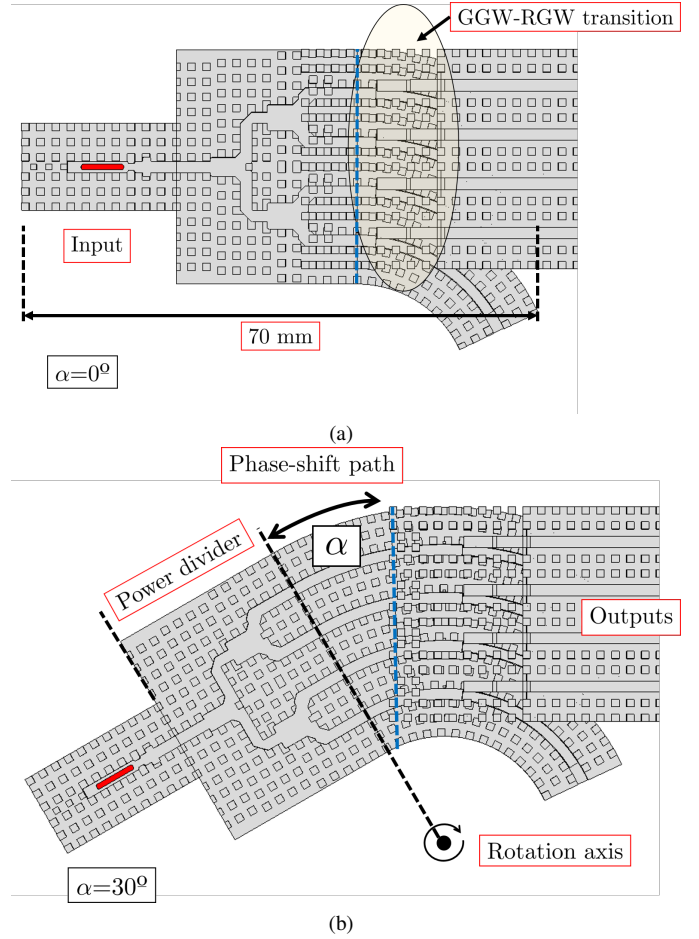 GGW-RGW transition
Input
70 mm
α=0º
(a)
Phase-shift path
α
Power divider
Outputs
Rotation axis
α=30º
(b)